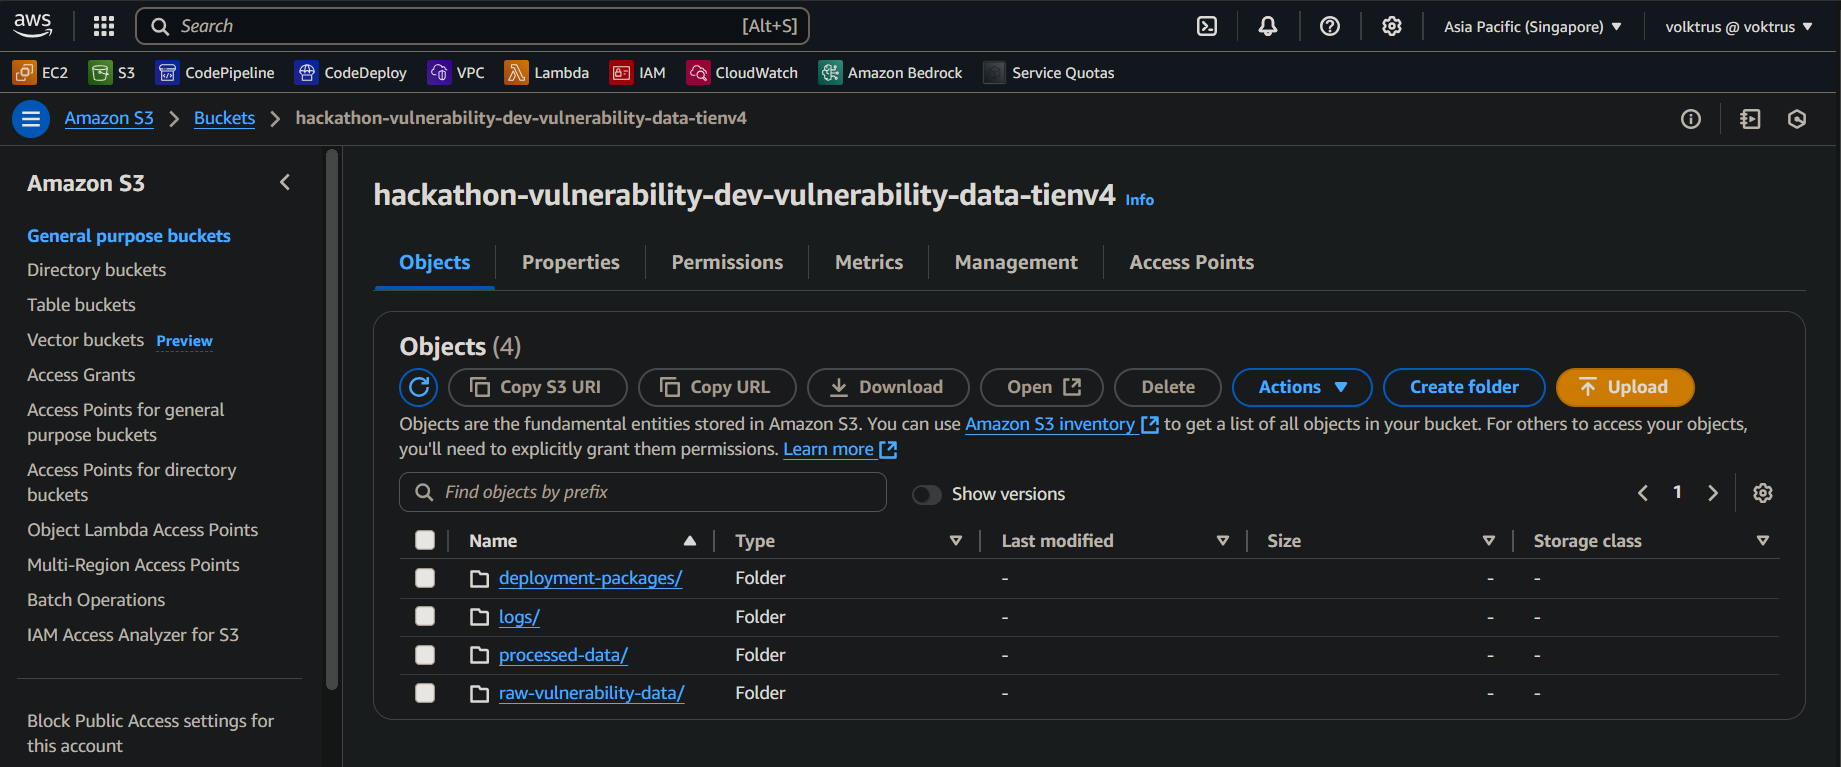 aws
Search [Alt+S]
Asia Pacific (Singapore) volktrus @ voktrus
EC2 S3 CodePipeline CodeDeploy VPC Lambda IAM CloudWatch Amazon Bedrock Service Quotas
Amazon S3 Buckets hackathon-vulnerability-dev-vulnerability-data-tienv4
Amazon S3
General purpose buckets
Directory buckets
Table buckets
Vector buckets Preview
Access Grants
Access Points for general
purpose buckets
Access Points for directory
buckets
Object Lambda Access Points
Multi-Region Access Points
Batch Operations
IAM Access Analyzer for S3
Block Public Access settings for
this account
hackathon-vulnerability-dev-vulnerability-data-tienv4 Info
Objects Properties Permissions Metrics Management Access Points
Objects (4)
Copy S3 URI Copy URL Download Open Delete Actions Create folder Upload
Objects are the fundamental entities stored in Amazon S3. You can use Amazon S3 inventory to get a list of all objects in your bucket. For others to access your objects,
you'll need to explicitly grant them permissions. Learn more
Find objects by prefix Show versions 1
Name Type Last modified Size Storage class
deployment-packages/ Folder - - -
logs/ Folder - - -
processed-data/ Folder - - -
raw-vulnerability-data/ Folder - - -